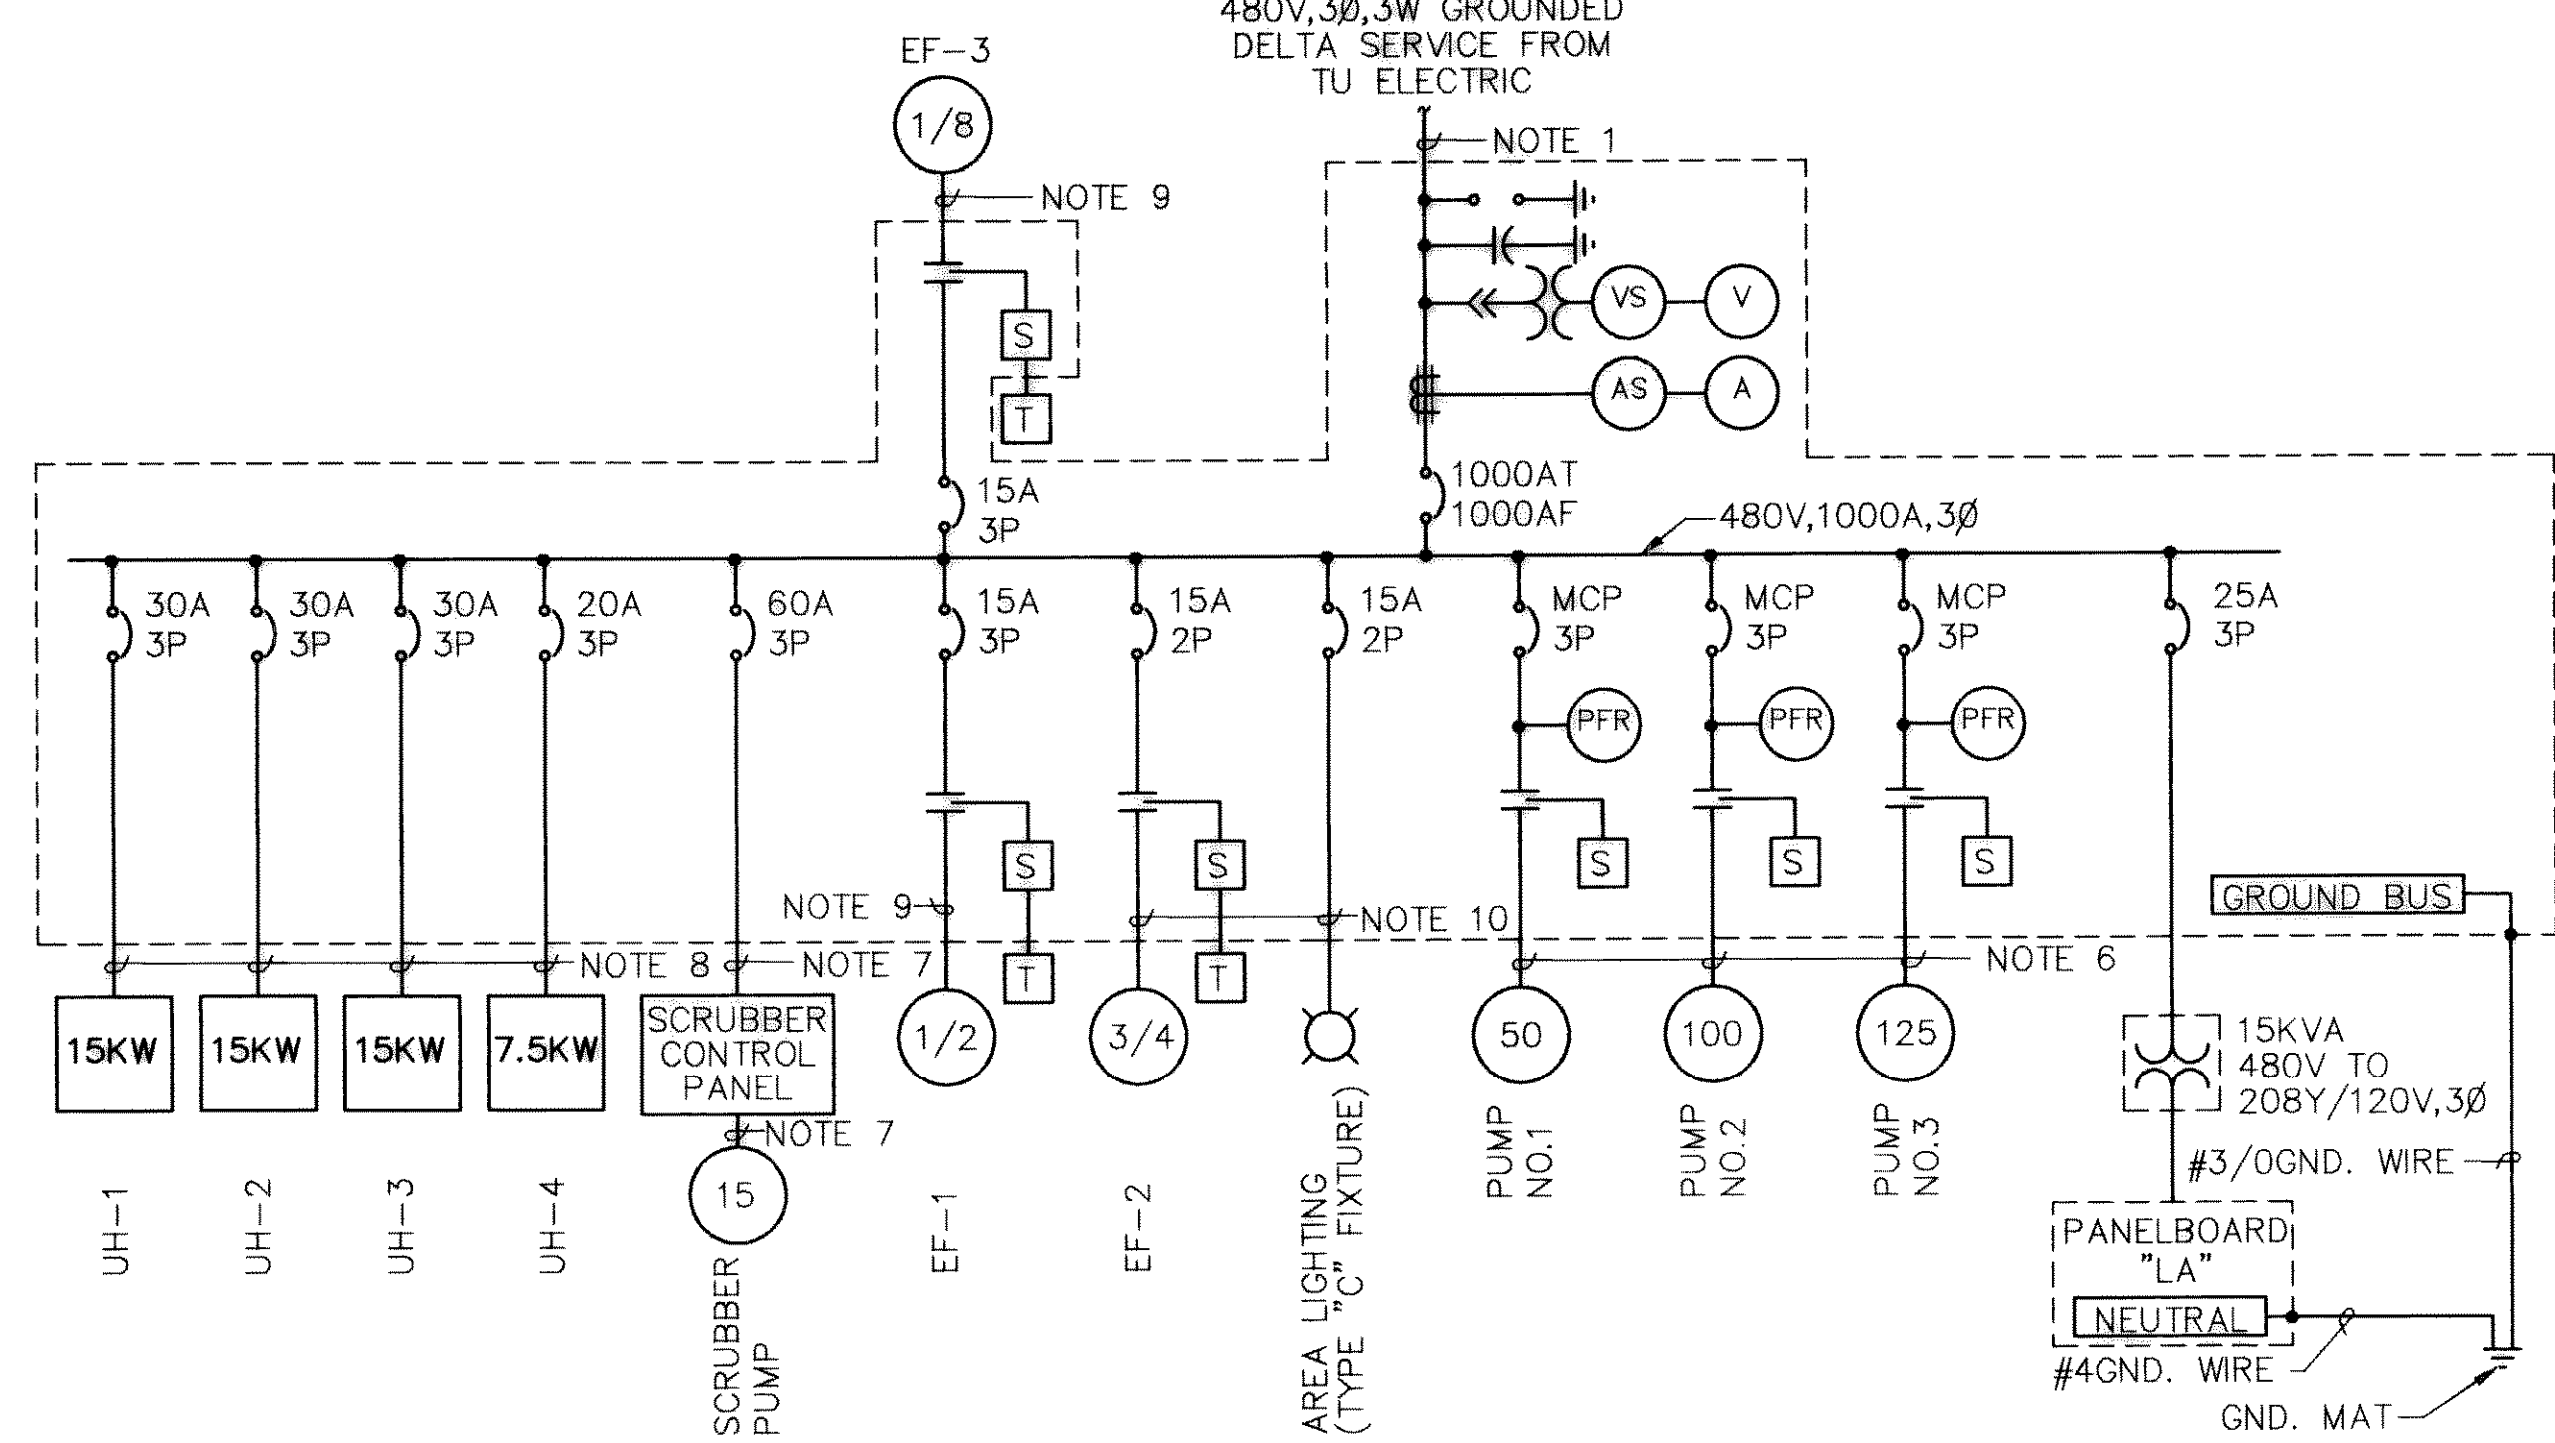 480V,3Ø,3W GROUNDED
DELTA SERVICE FROM
TU ELECTRIC
EF-3
1/8
NOTE 1
NOTE 9
S
T
VS
V
AS
A
15A
3P
1000AT
1000AF
480V,1000A,3Ø
30A
3P
30A
3P
30A
3P
20A
3P
60A
3P
15A
3P
15A
2P
15A
2P
MCP
3P
MCP
3P
MCP
3P
25A
3P
PFR
PFR
PFR
S
S
S
S
S
GROUND BUS
NOTE 9
NOTE 10
T
T
NOTE 8
NOTE 7
NOTE 6
15KW
15KW
15KW
7.5KW
SCRUBBER
CONTROL
PANEL
NOTE 7
15
1/2
3/4
50
100
125
15KVA
480V TO
208Y/120V,3Ø
#3/0GND. WIRE
UH-1
UH-2
UH-3
UH-4
SCRUBBER
PUMP
EF-1
EF-2
AREA LIGHTING
(TYPE "C" FIXTURE)
PUMP
NO.1
PUMP
NO.2
PUMP
NO.3
PANELBOARD
"LA"
NEUTRAL
#4GND. WIRE
GND. MAT